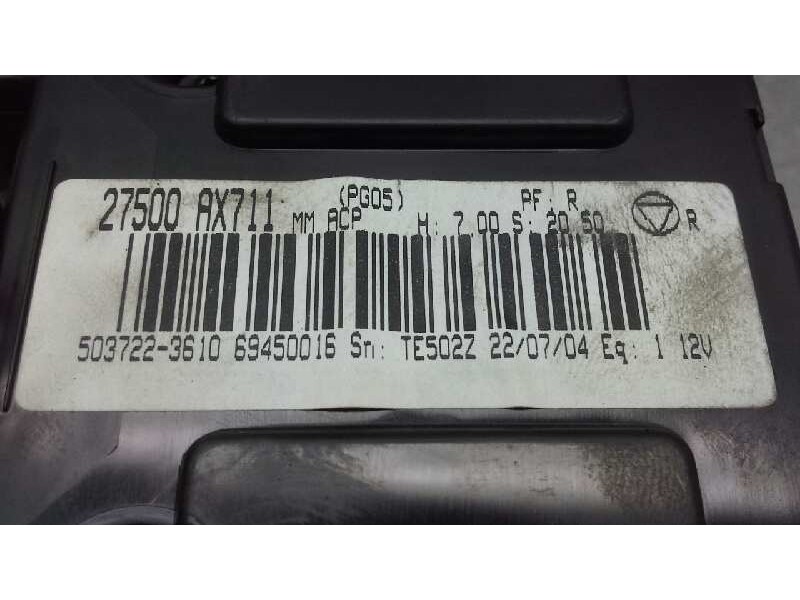 27500 AX711 (PG05) PF: R
MM ACP H: 7.00 S: 20.50 R
503722-3610 69450016 Sn: TE502Z 22/07/04 Eq: 1 12V